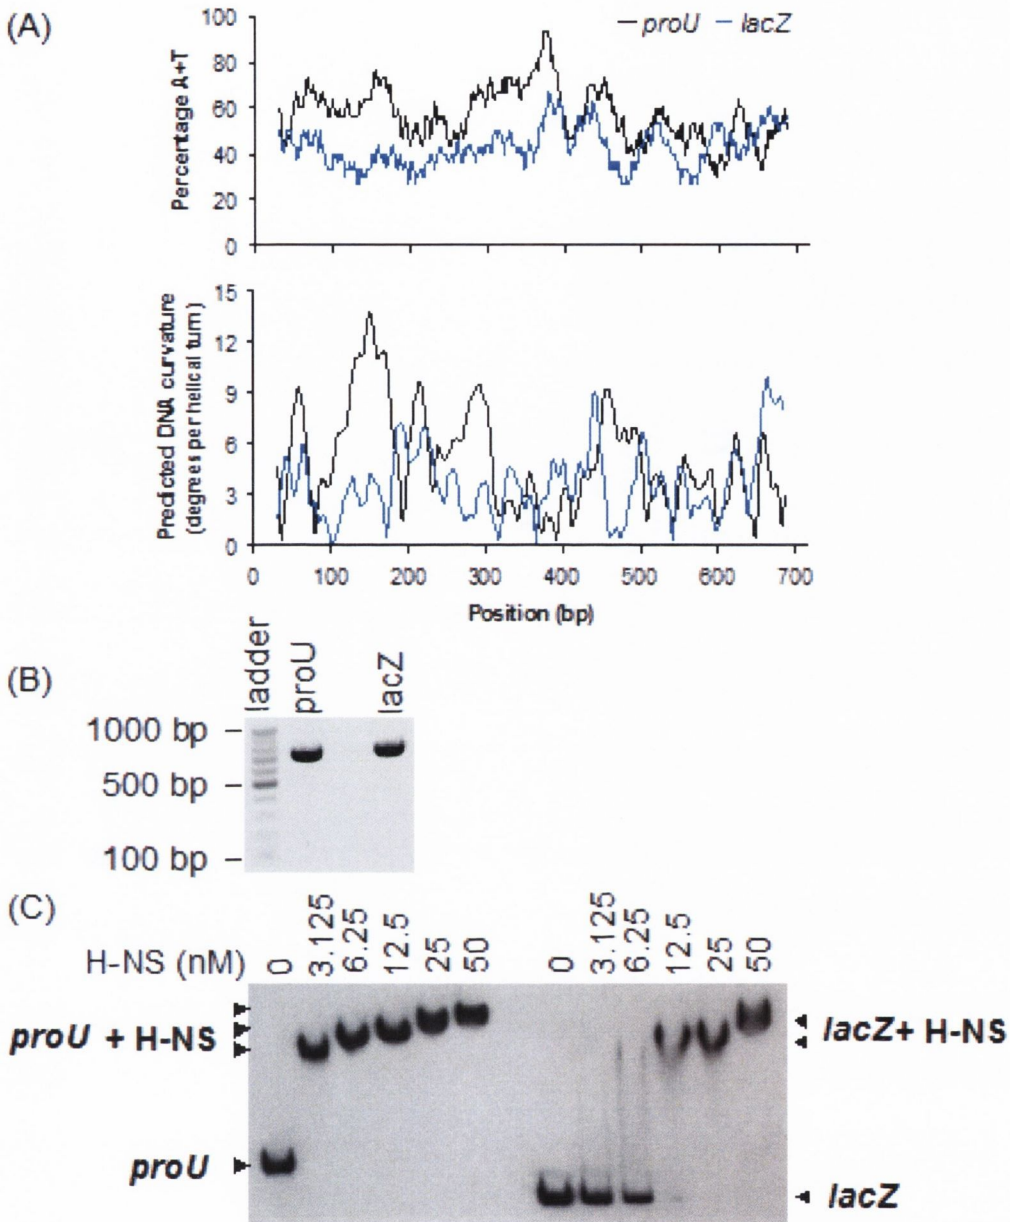 (A)
proU lacZ
Percentage A+T
100
80
60
40
20
0
Predicted DNA curvature
(degrees per helical turn)
15
12
9
6
3
0
0 100 200 300 400 500 600 700
Position (bp)
(B)
ladder proU lacZ
1000 bp
500 bp
100 bp
(C)
H-NS (nM) 0 3.125 6.25 12.5 25 50 0 3.125 6.25 12.5 25 50
proU + H-NS lacZ+ H-NS
proU
lacZ